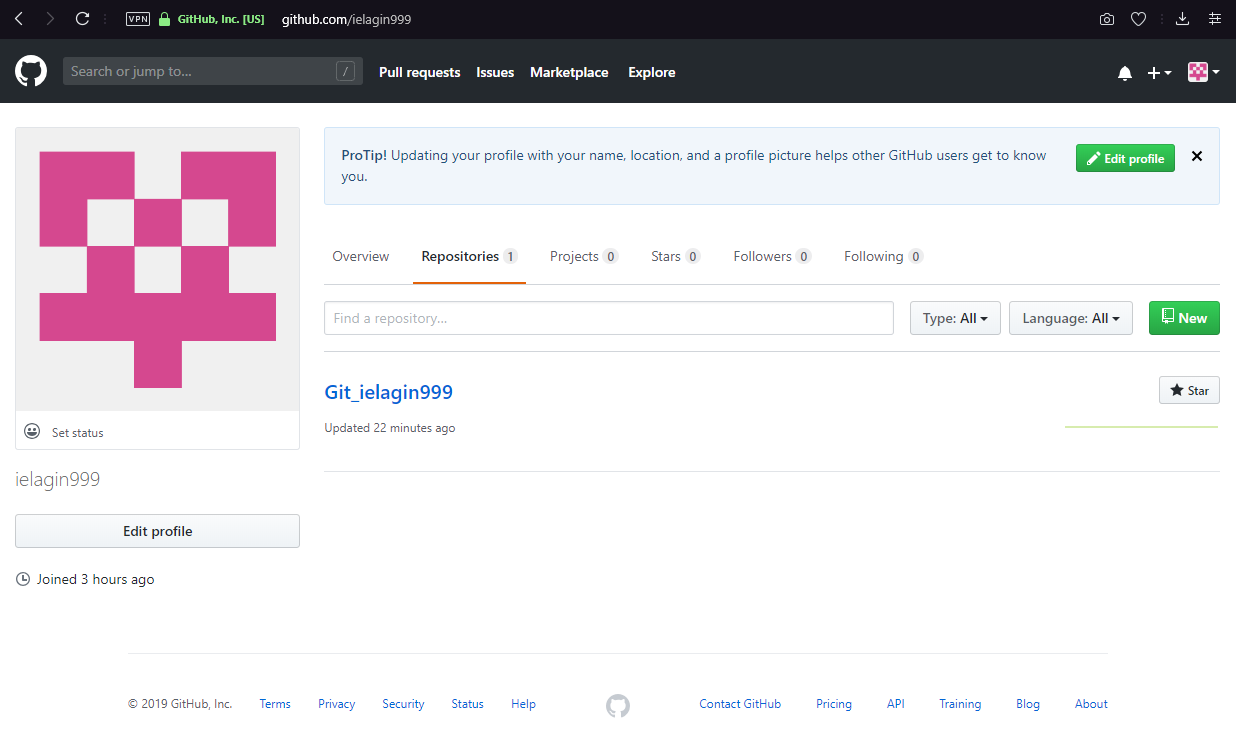 VPN GitHub, Inc. [US] github.com/ielagin999
Search or jump to... / Pull requests Issues Marketplace Explore
ProTip! Updating your profile with your name, location, and a profile picture helps other GitHub users get to know
you.
Edit profile
Overview Repositories 1 Projects 0 Stars 0 Followers 0 Following 0
Find a repository... Type: All Language: All New
Git_ielagin999
Star
Updated 22 minutes ago
Set status
ielagin999
Edit profile
Joined 3 hours ago
© 2019 GitHub, Inc. Terms Privacy Security Status Help Contact GitHub Pricing API Training Blog About